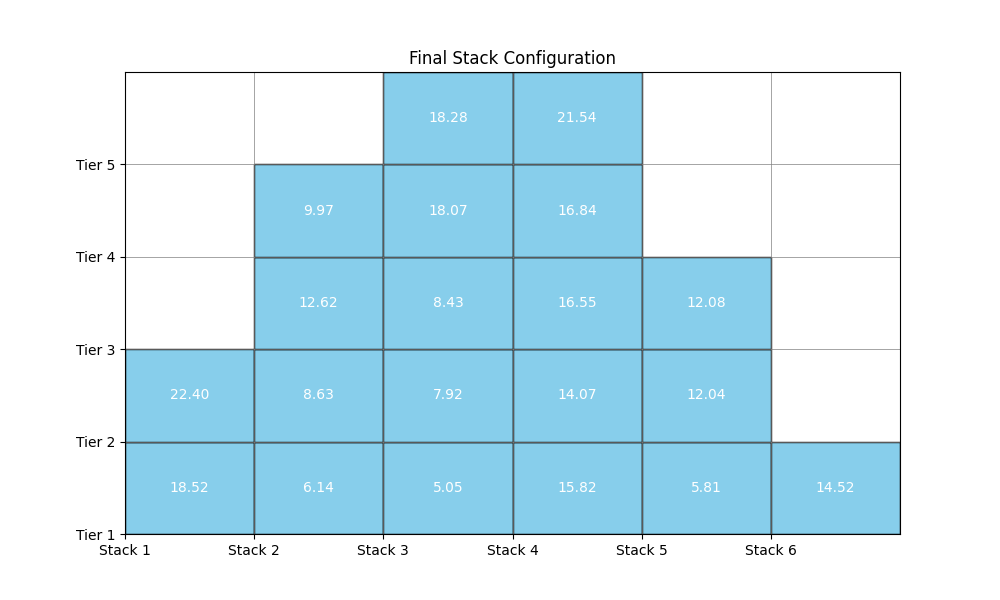 Final Stack Configuration
18.28 21.54
Tier 5
9.97 18.07 16.84
Tier 4
12.62 8.43 16.55 12.08
Tier 3
22.40 8.63 7.92 14.07 12.04
Tier 2
18.52 6.14 5.05 15.82 5.81 14.52
Tier 1
Stack 1 Stack 2 Stack 3 Stack 4 Stack 5 Stack 6